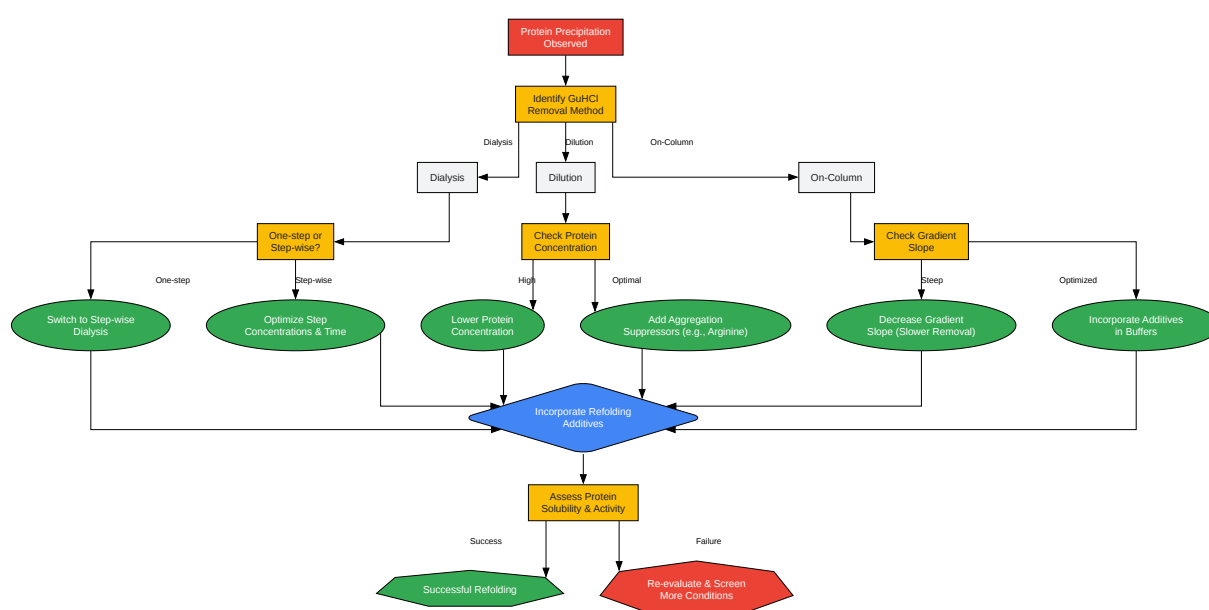 Protein Precipitation
Observed
Identify GuHCl
Removal Method
Dialysis
Dilution
On-Column
Dialysis
Dilution
On-Column
One-step or
Step-wise?
Check Protein
Concentration
Check Gradient
Slope
One-step
Step-wise
High
Optimal
Steep
Optimized
Switch to Step-wise
Dialysis
Optimize Step
Concentrations & Time
Lower Protein
Concentration
Add Aggregation
Suppressors (e.g., Arginine)
Decrease Gradient
Slope (Slower Removal)
Incorporate Additives
in Buffers
Incorporate Refolding
Additives
Assess Protein
Solubility & Activity
Success
Failure
Successful Refolding
Re-evaluate & Screen
More Conditions